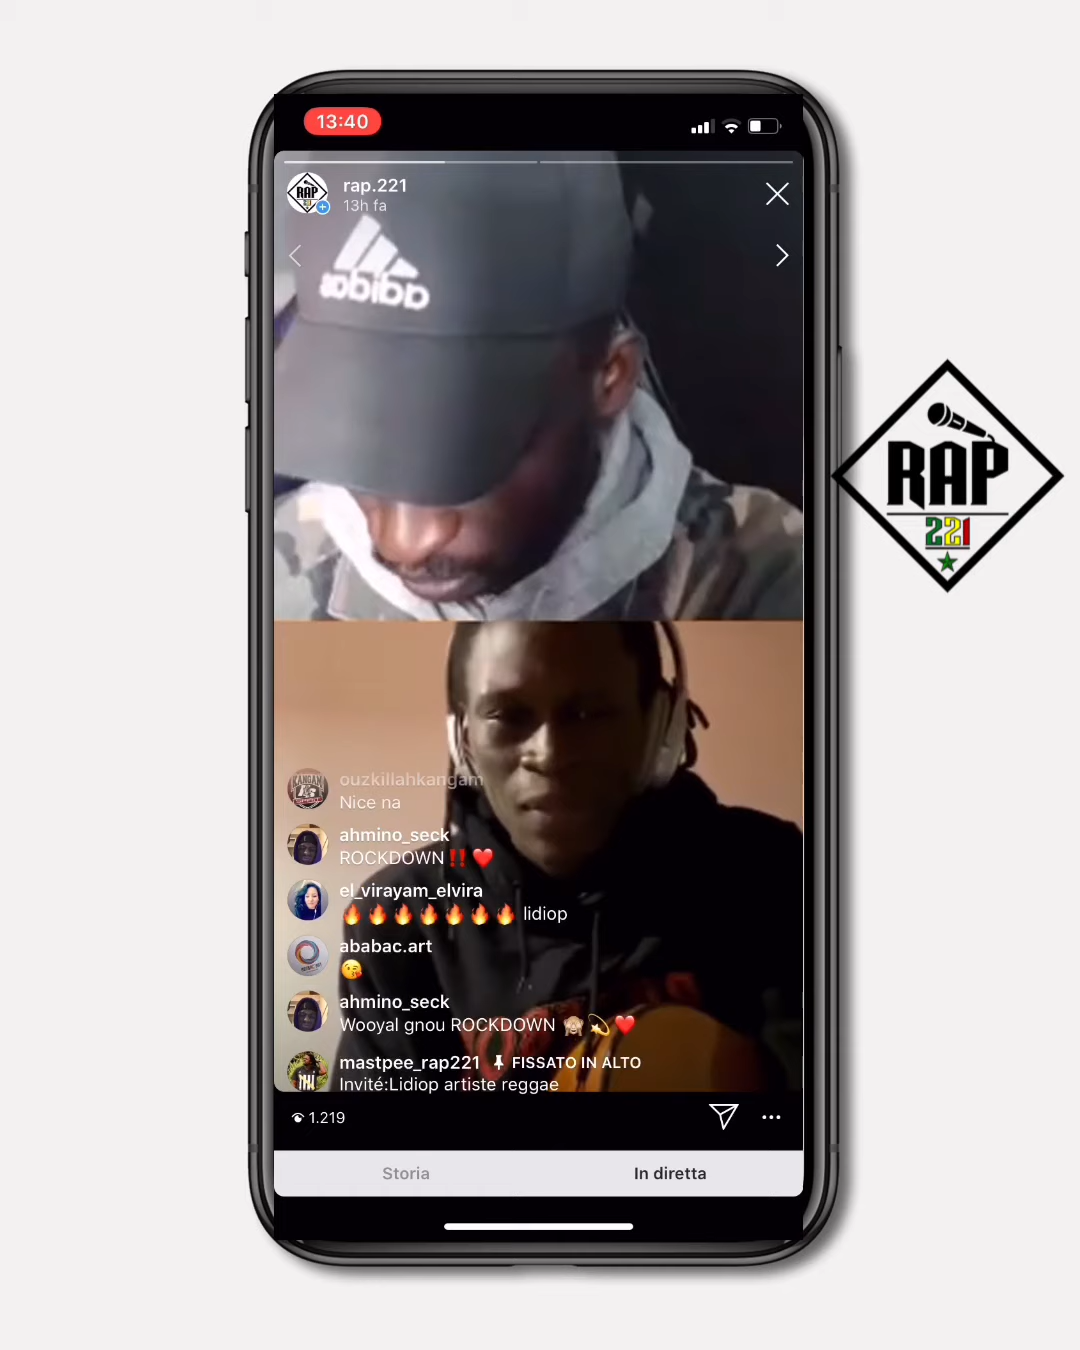 13:40
RAP
rap.221
13h fa
adidas
RAP
221
ouzkillahkangam
Nice na
ahmino_seck
ROCKDOWN‼️❤️
el_virayam_elvira
🔥🔥🔥🔥🔥🔥🔥 lidiop
ababac.art
😘
ahmino_seck
Wooyal gnou ROCKDOWN 🙈💫❤️
mastpee_rap221 📌 FISSATO IN ALTO
Invité:Lidiop artiste reggae
1.219
Storia
In diretta